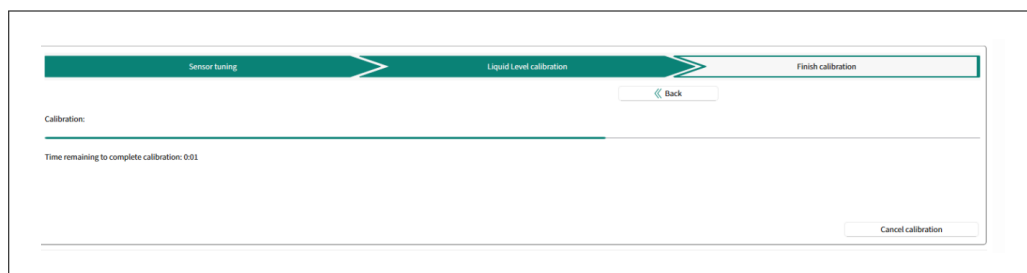 Sensor tuning
Liquid Level calibration
Finish calibration
Back
Calibration:
Time remaining to complete calibration: 0:01
Cancel calibration